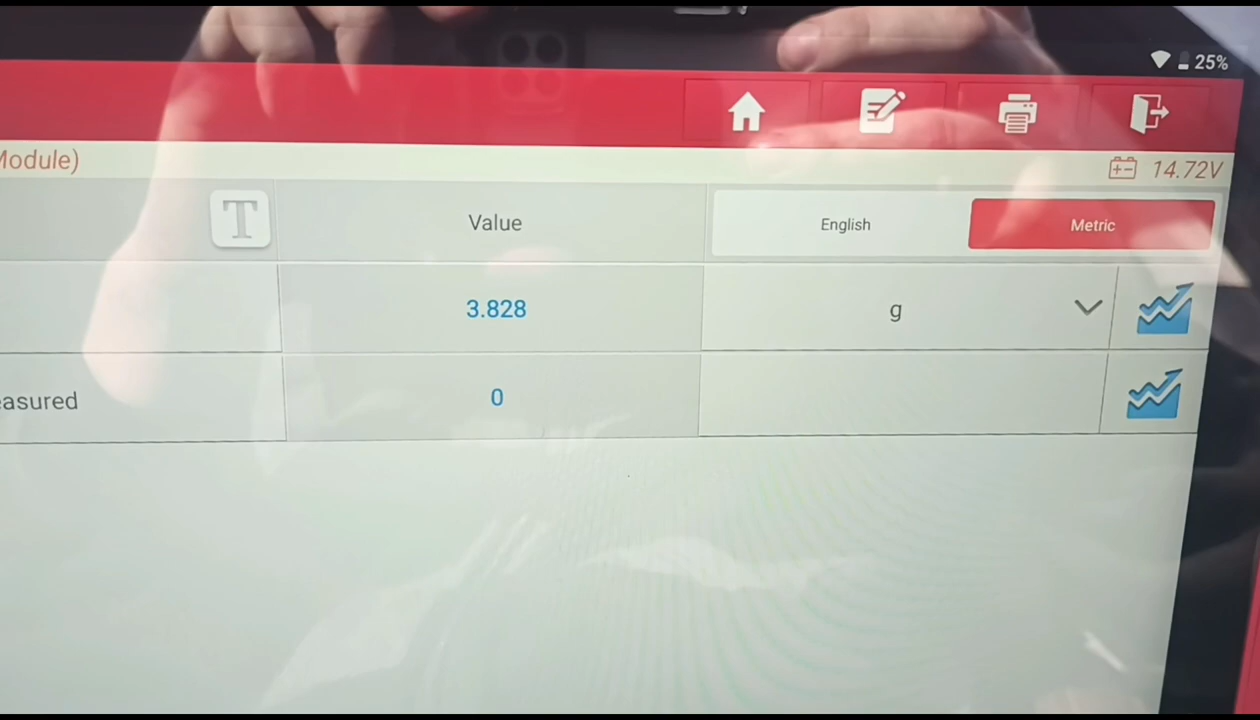 25%
Module)
14.72V
T
Value
English
Metric
3.828
g
easured
0